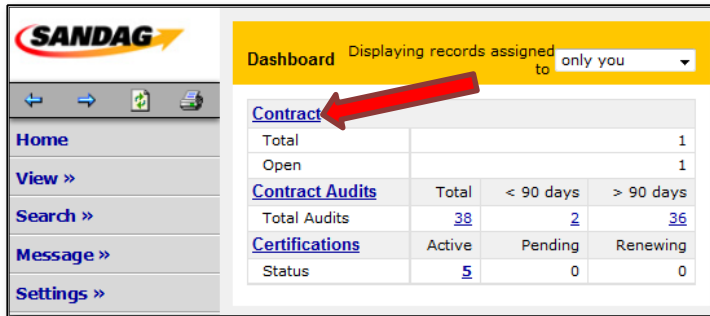 SANDAG
Dashboard Displaying records assigned to only you
Home
View »
Search »
Message »
Settings »
Contract
Total 1
Open 1
Contract Audits Total < 90 days > 90 days
Total Audits 38 2 36
Certifications Active Pending Renewing
Status 5 0 0